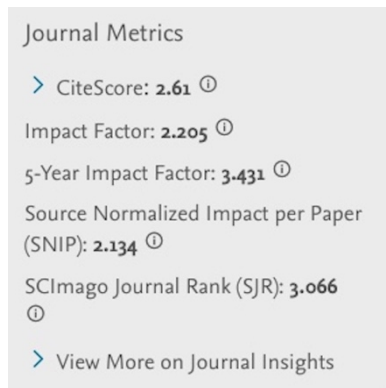 Journal Metrics
> CiteScore: 2.61 ⓘ
Impact Factor: 2.205 ⓘ
5-Year Impact Factor: 3.431 ⓘ
Source Normalized Impact per Paper
(SNIP): 2.134 ⓘ
SCImago Journal Rank (SJR): 3.066
ⓘ
> View More on Journal Insights